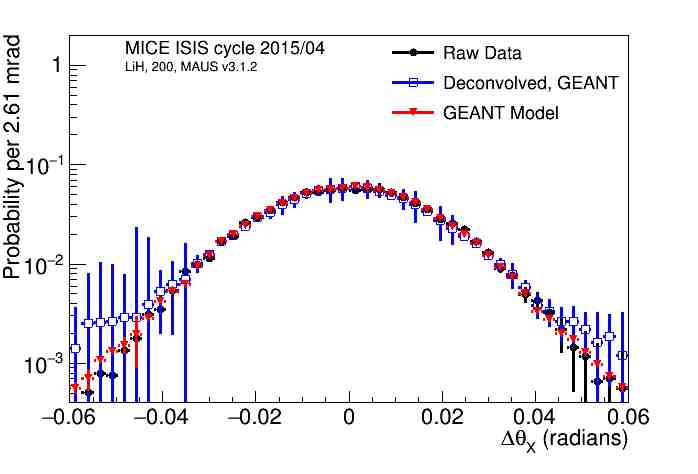 MICE ISIS cycle 2015/04
LiH, 200, MAUS v3.1.2
Raw Data
Deconvolved, GEANT
GEANT Model
Probability per 2.61 mrad
1
10⁻¹
10⁻²
10⁻³
−0.06 −0.04 −0.02 0 0.02 0.04 0.06
Δθ_X (radians)